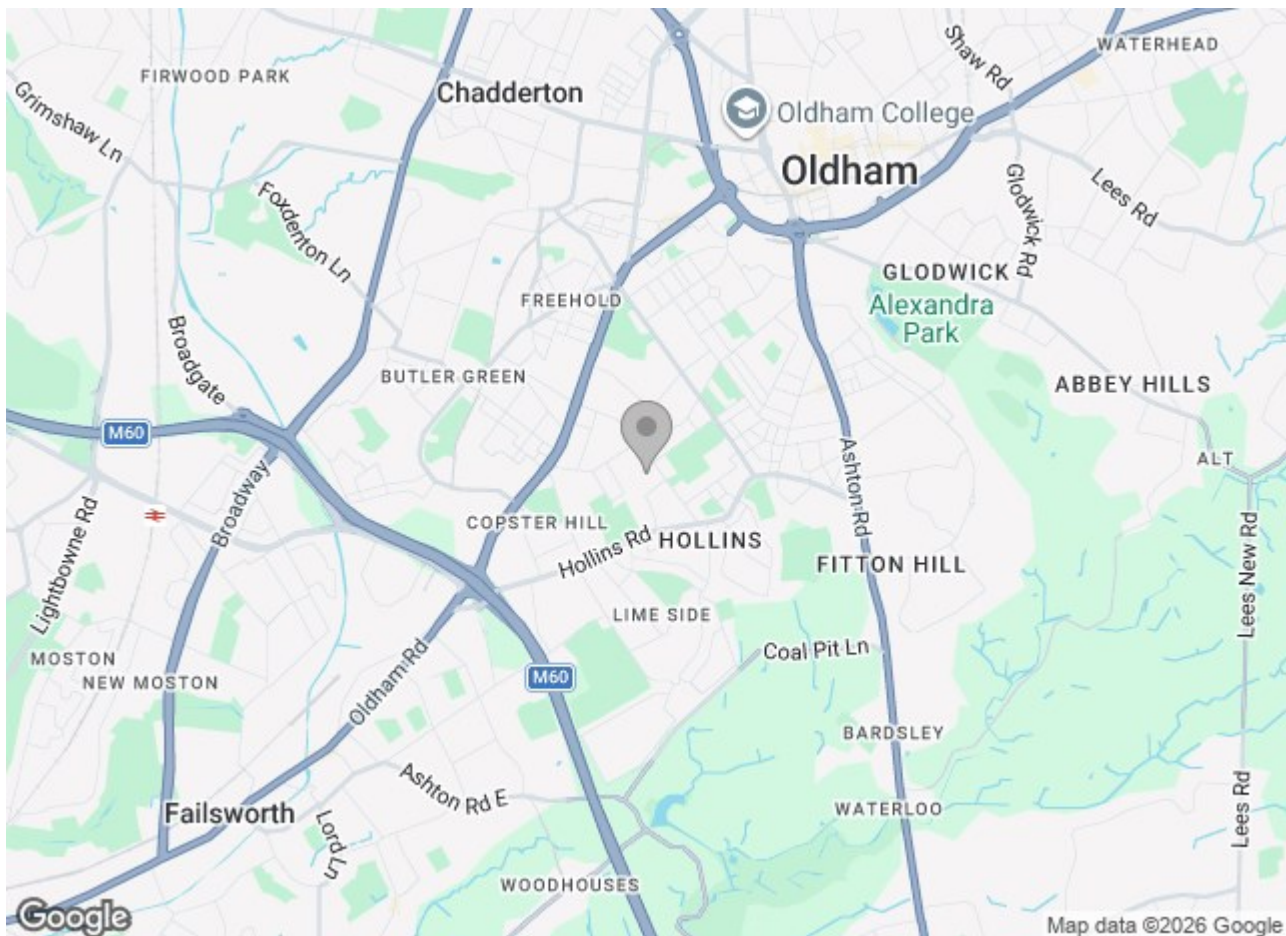 WATERHEAD
Shaw Rd
FIRWOOD PARK
Chadderton
Grimshaw Ln
Oldham College
Oldham
Lees Rd
Glodwick Rd
Foxdenton Ln
GLODWICK
Alexandra
Park
FREEHOLD
Broadgate
BUTLER GREEN
ABBEY HILLS
M60
ALT
Broadway
Ashton Rd
Lightbowne Rd
COPSTER HILL
Hollins Rd
HOLLINS
FITTON HILL
Lees New Rd
LIME SIDE
Coal Pit Ln
MOSTON
NEW MOSTON
M60
Oldham Rd
BARDSLEY
Ashton Rd E
Failsworth
Lord Ln
WATERLOO
Lees Rd
WOODHOUSES
Google
Map data ©2026 Google